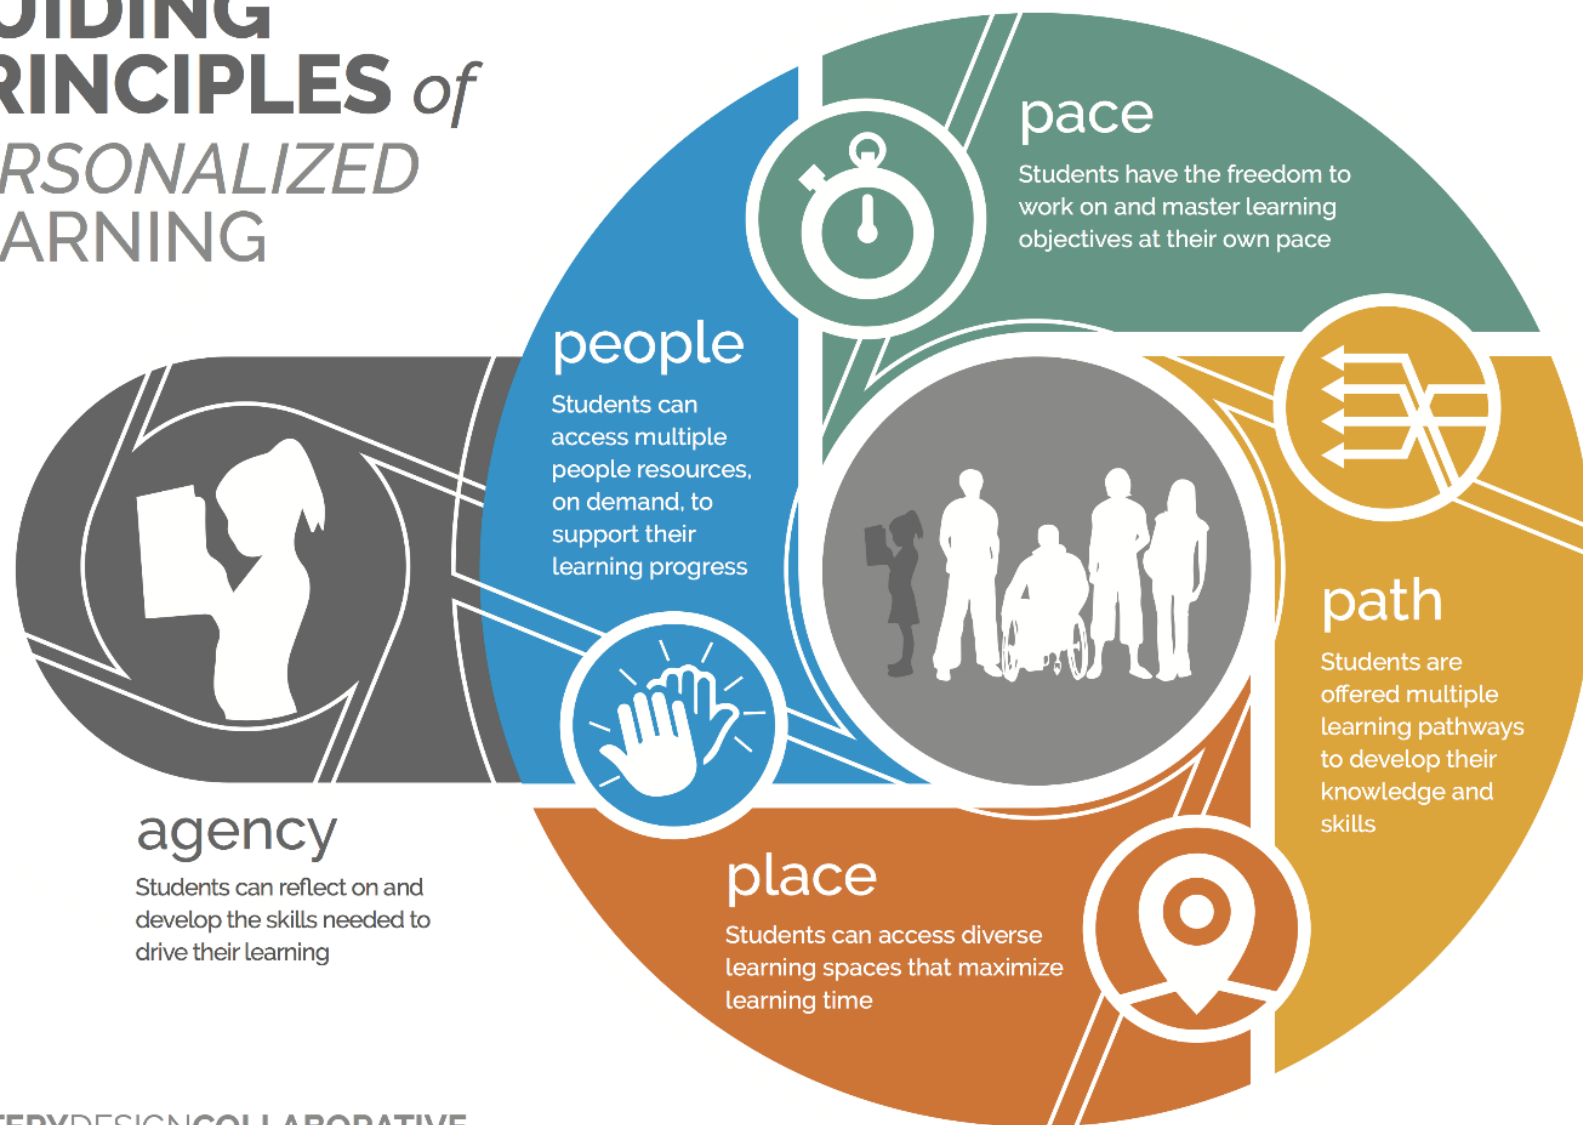 UIDING
RINCIPLES of
RSONALIZED
ARNING
pace
Students have the freedom to
work on and master learning
objectives at their own pace
people
Students can
access multiple
people resources,
on demand, to
support their
learning progress
path
Students are
offered multiple
learning pathways
to develop their
knowledge and
skills
agency
Students can reflect on and
develop the skills needed to
drive their learning
place
Students can access diverse
learning spaces that maximize
learning time
TERYDESIGNCOLLABORATIVE